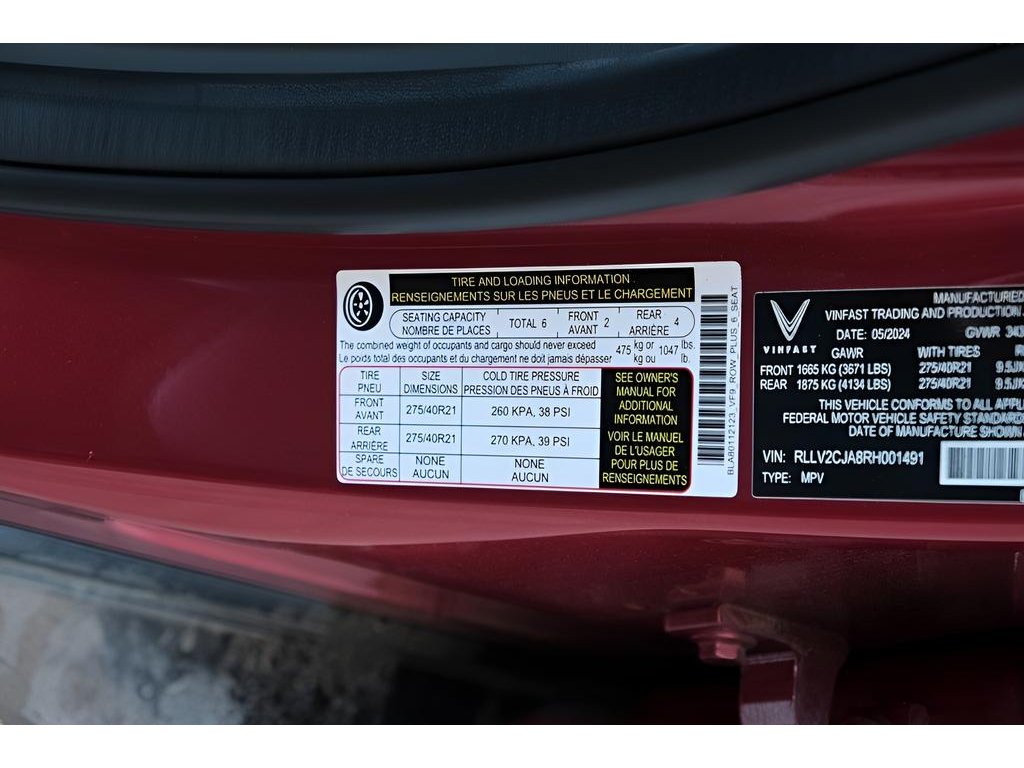 TIRE AND LOADING INFORMATION
RENSEIGNEMENTS SUR LES PNEUS ET LE CHARGEMENT
SEATING CAPACITY
NOMBRE DE PLACES
TOTAL 6
FRONT
AVANT 2
REAR
ARRIÈRE 4
The combined weight of occupants and cargo should never exceed 475 kg or 1047 lbs.
Le poids total des occupants et du chargement ne doit jamais dépasser kg ou lb.
TIRE
PNEU
SIZE
DIMENSIONS
COLD TIRE PRESSURE
PRESSION DES PNEUS À FROID
FRONT
AVANT
275/40R21
260 KPA, 38 PSI
REAR
ARRIÈRE
275/40R21
270 KPA, 39 PSI
SPARE
DE SECOURS
NONE
AUCUN
NONE
AUCUN
SEE OWNER'S
MANUAL FOR
ADDITIONAL
INFORMATION
VOIR LE MANUEL
DE L'USAGER
POUR PLUS DE
RENSEIGNEMENTS
BLA80112123_VF9_ROW_PLUS_6_SEAT
VINFAST
MANUFACTURED
VINFAST TRADING AND PRODUCTION
DATE: 05/2024 GVWR
GAWR WITH TIRES
FRONT 1665 KG (3671 LBS) 275/40R21
REAR 1875 KG (4134 LBS) 275/40R21
THIS VEHICLE CONFORMS TO ALL
FEDERAL MOTOR VEHICLE SAFETY STANDARD
DATE OF MANUFACTURE SHOWN
VIN: RLLV2CJA8RH001491
TYPE: MPV